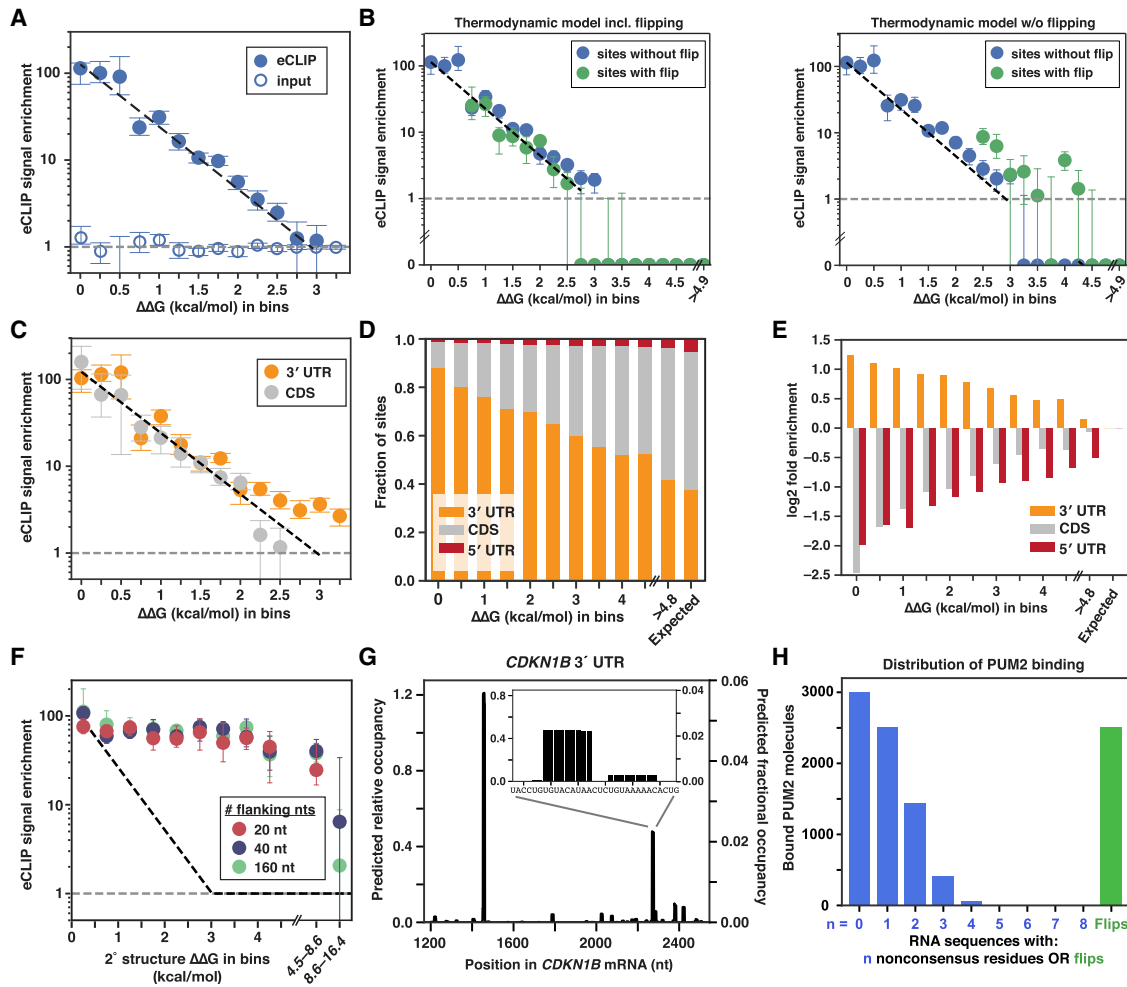 A
eCLIP signal enrichment
100
10
1
eCLIP
input
0
0.5
1
1.5
2
2.5
3
ΔΔG (kcal/mol) in bins
B
Thermodynamic model incl. flipping
eCLIP signal enrichment
100
10
1
0
sites without flip
sites with flip
0
0.5
1.0
1.5
2.0
2.5
3.0
3.5
4.0
4.5
>4.9
ΔΔG (kcal/mol) in bins
Thermodynamic model w/o flipping
eCLIP signal enrichment
100
10
1
0
sites without flip
sites with flip
0
0.5
1.0
1.5
2.0
2.5
3.0
3.5
4.0
4.5
>4.9
ΔΔG (kcal/mol) in bins
C
eCLIP signal enrichment
100
10
1
3′ UTR
CDS
0
0.5
1
1.5
2
2.5
3
ΔΔG (kcal/mol) in bins
D
Fraction of sites
1.0
0.8
0.6
0.4
0.2
0.0
3′ UTR
CDS
5′ UTR
0
1
2
3
4
>4.8
Expected
ΔΔG (kcal/mol) in bins
E
log2 fold enrichment
1.5
1.0
0.5
0.0
−0.5
−1.0
−1.5
−2.0
−2.5
3′ UTR
CDS
5′ UTR
0
1
2
3
4
>4.8
Expected
ΔΔG (kcal/mol) in bins
F
eCLIP signal enrichment
100
10
1
# flanking nts
20 nt
40 nt
160 nt
0
1
2
3
4
4.5–8.6
8.6–16.4
2˚ structure ΔΔG in bins
(kcal/mol)
G
CDKN1B 3´ UTR
Predicted relative occupancy
1.2
0.8
0.4
0.0
0.8
0.4
0.0
0.04
0.02
0.00
UACCUGUGUACAUAACUCUGUAAAAACACUG
0.06
0.04
0.02
0.00
Predicted fractional occupancy
1200
1600
2000
2400
Position in CDKN1B mRNA (nt)
H
Distribution of PUM2 binding
Bound PUM2 molecules
3000
2000
1000
0
n = 0 1 2 3 4 5 6 7 8 Flips
RNA sequences with:
n nonconsensus residues OR flips